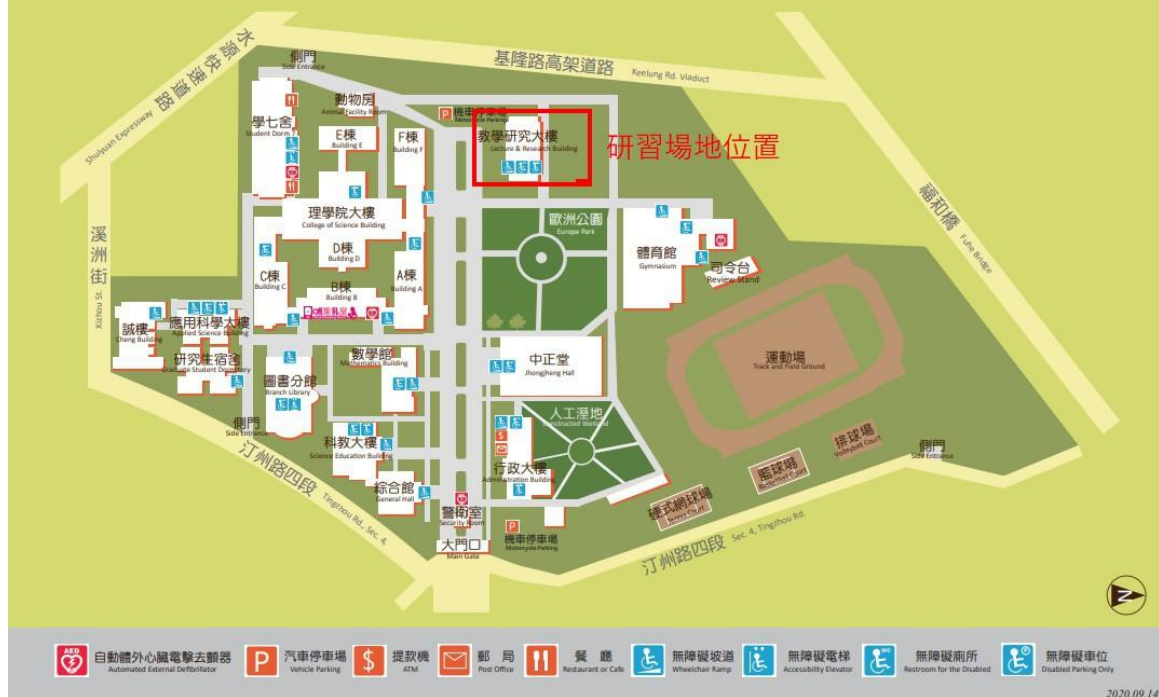 基隆路高架道路
Keelung Rd. Viaduct
水源快速道路
Shuiyuan Expressway
側門
Side Entrance
動物房
Animal Facility Room
P 機車停車場
Motorcycle Parking
學七舍
Student Dorm 7
E棟
Building E
F棟
Building F
教學研究大樓
Lecture & Research Building
研習場地位置
福和橋
Fuhe Bridge
理學院大樓
College of Science Building
歐洲公園
Europe Park
溪洲街
Xizhou St.
D棟
Building D
體育館
Gymnasium
司令台
Review Stand
C棟
Building C
A棟
Building A
B棟
Building B
哺集乳室
誠樓
Cheng Building
應用科學大樓
Applied Science Building
研究生宿舍
Graduate Student Dormitory
數學館
Mathematics Building
中正堂
Jhongjheng Hall
運動場
Track and Field Ground
圖書分館
Branch Library
人工溼地
Constructed Wetland
側門
Side Entrance
科教大樓
Science Education Building
行政大樓
Administration Building
排球場
Volleyball Court
側門
Side Entrance
籃球場
Basketball Court
綜合館
General Hall
硬式網球場
Tennis Court
警衛室
Security Room
P
機車停車場
Motorcycle Parking
大門口
Main Gate
汀州路四段
Tingzhou Rd., Sec. 4,
汀州路四段
Sec. 4, Tingzhou Rd.
N
AED 自動體外心臟電擊去顫器
Automated External Defibrillator
P 汽車停車場
Vehicle Parking
$ 提款機
ATM
郵 局
Post Office
餐 廳
Restaurant or Cafe
無障礙坡道
Wheelchair Ramp
無障礙電梯
Accessibility Elevator
WC 無障礙廁所
Restroom for the Disabled
P 無障礙車位
Disabled Parking Only
2020.09.14